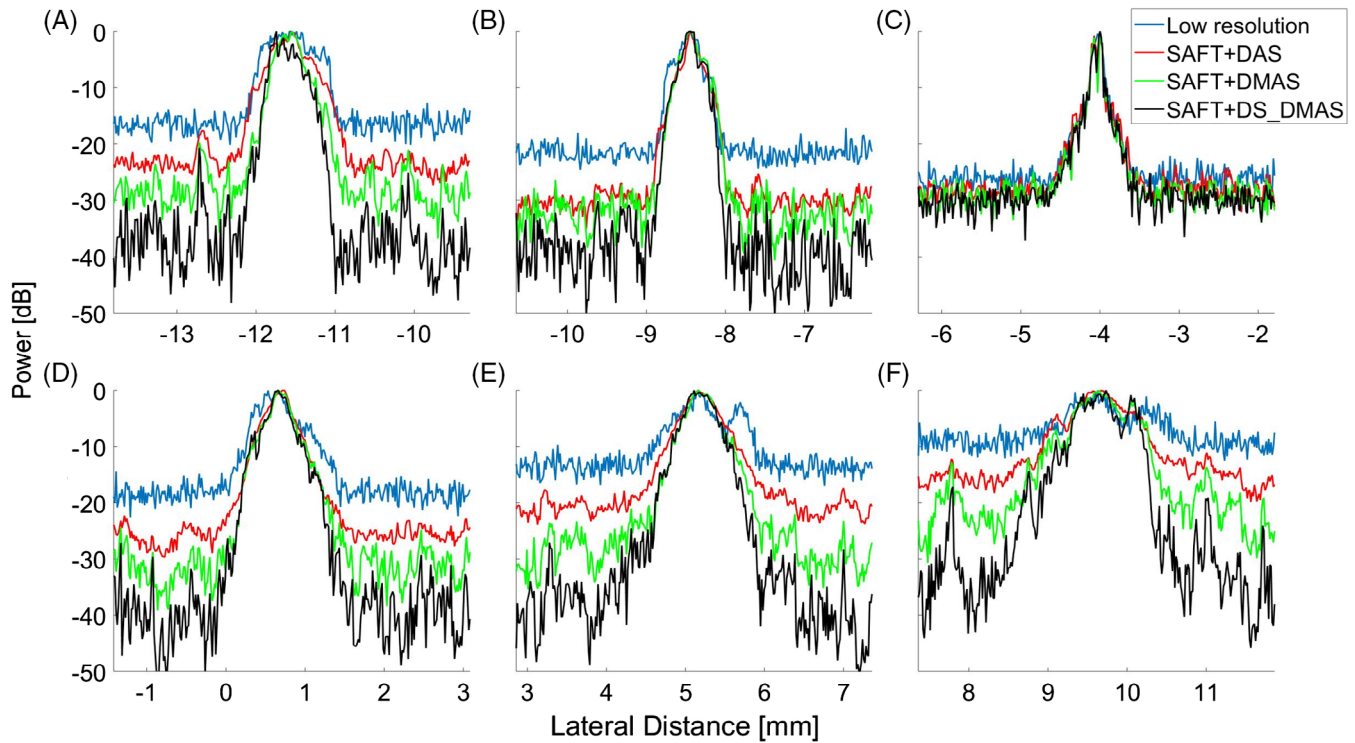 (A)
(B)
(C)
Low resolution
SAFT+DAS
SAFT+DMAS
SAFT+DS_DMAS
0
-10
-20
-30
-40
-50
-13 -12 -11 -10
-10 -9 -8 -7
-6 -5 -4 -3 -2
Power [dB]
(D)
(E)
(F)
0
-10
-20
-30
-40
-50
-1 0 1 2 3
3 4 5 6 7
8 9 10 11
Lateral Distance [mm]